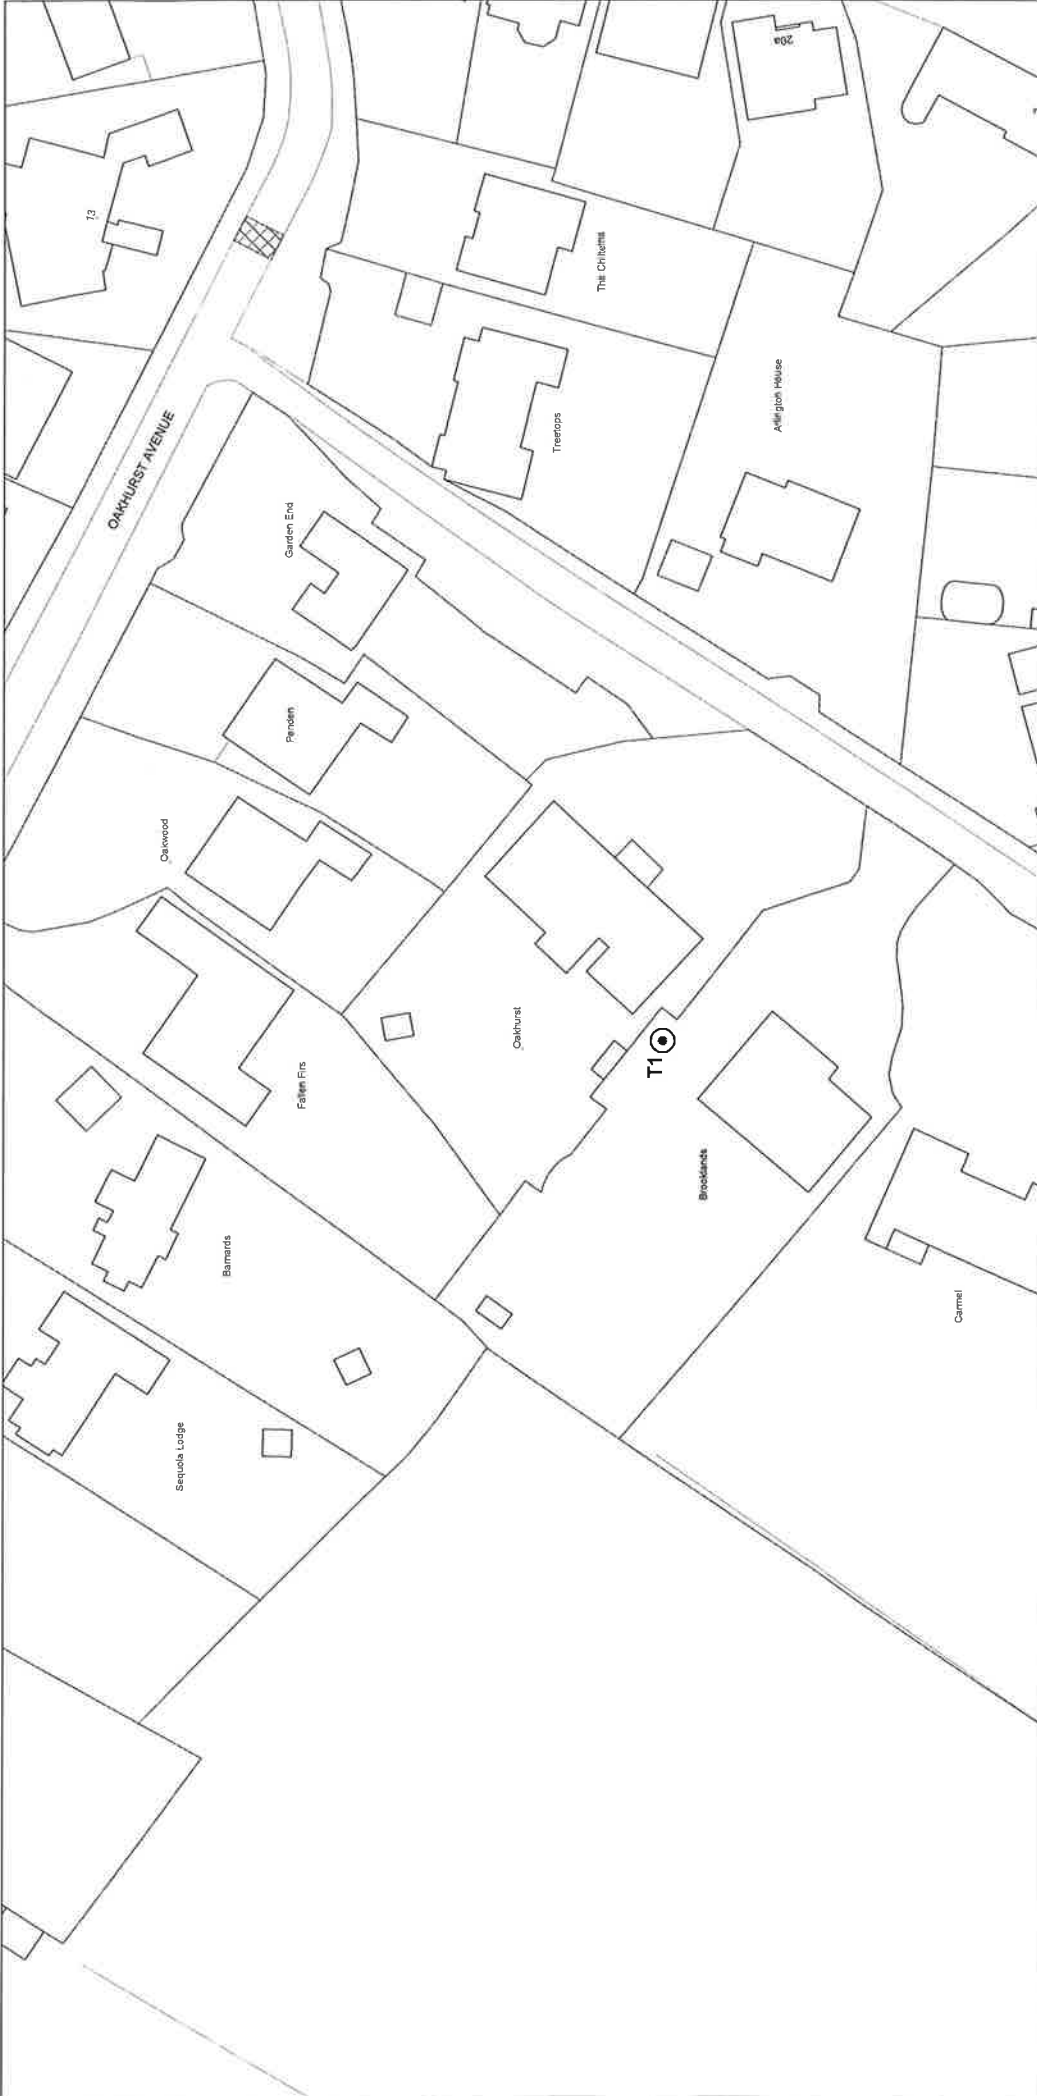 20a
13
The Chilterns
Arlington House
Treetops
OAKHURST AVENUE
Garden End
Penden
Oakwood
Oakhurst
T1
Fallen Firs
Brooklands
Barnards
Carmel
Sequoia Lodge